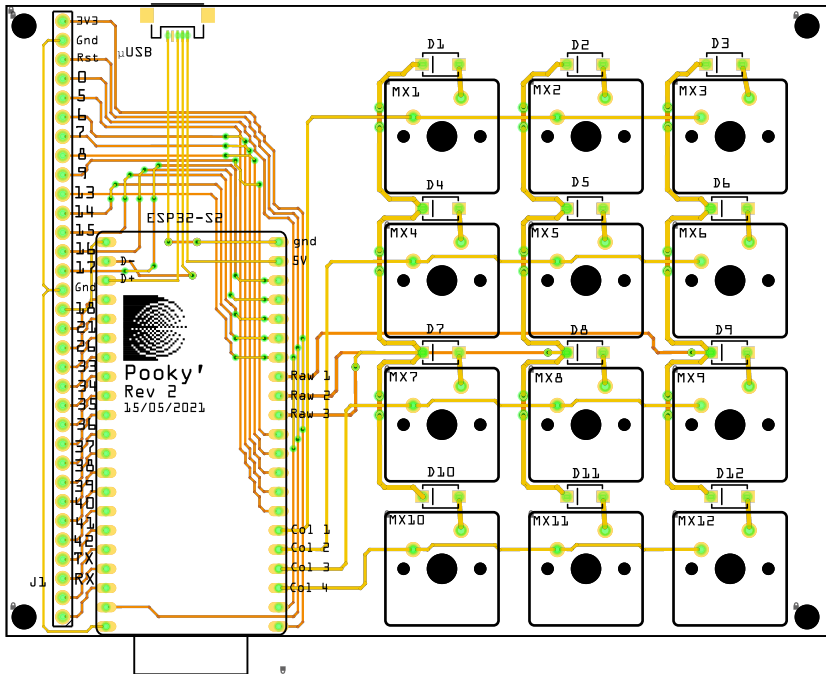 3V3
Gnd
Rst
0
5
6
7
8
9
13
14
15
16
17
Gnd
18
21
26
33
34
35
36
37
38
39
40
41
42
TX
RX
J1
µUSB
ESP32-S2
D-
D+
gnd
5V
Pooky'
Rev 2
15/05/2021
Raw 1
Raw 2
Raw 3
Col 1
Col 2
Col 3
Col 4
D1
D2
D3
MX1
MX2
MX3
D4
D5
D6
MX4
MX5
MX6
D7
D8
D9
MX7
MX8
MX9
D10
D11
D12
MX10
MX11
MX12